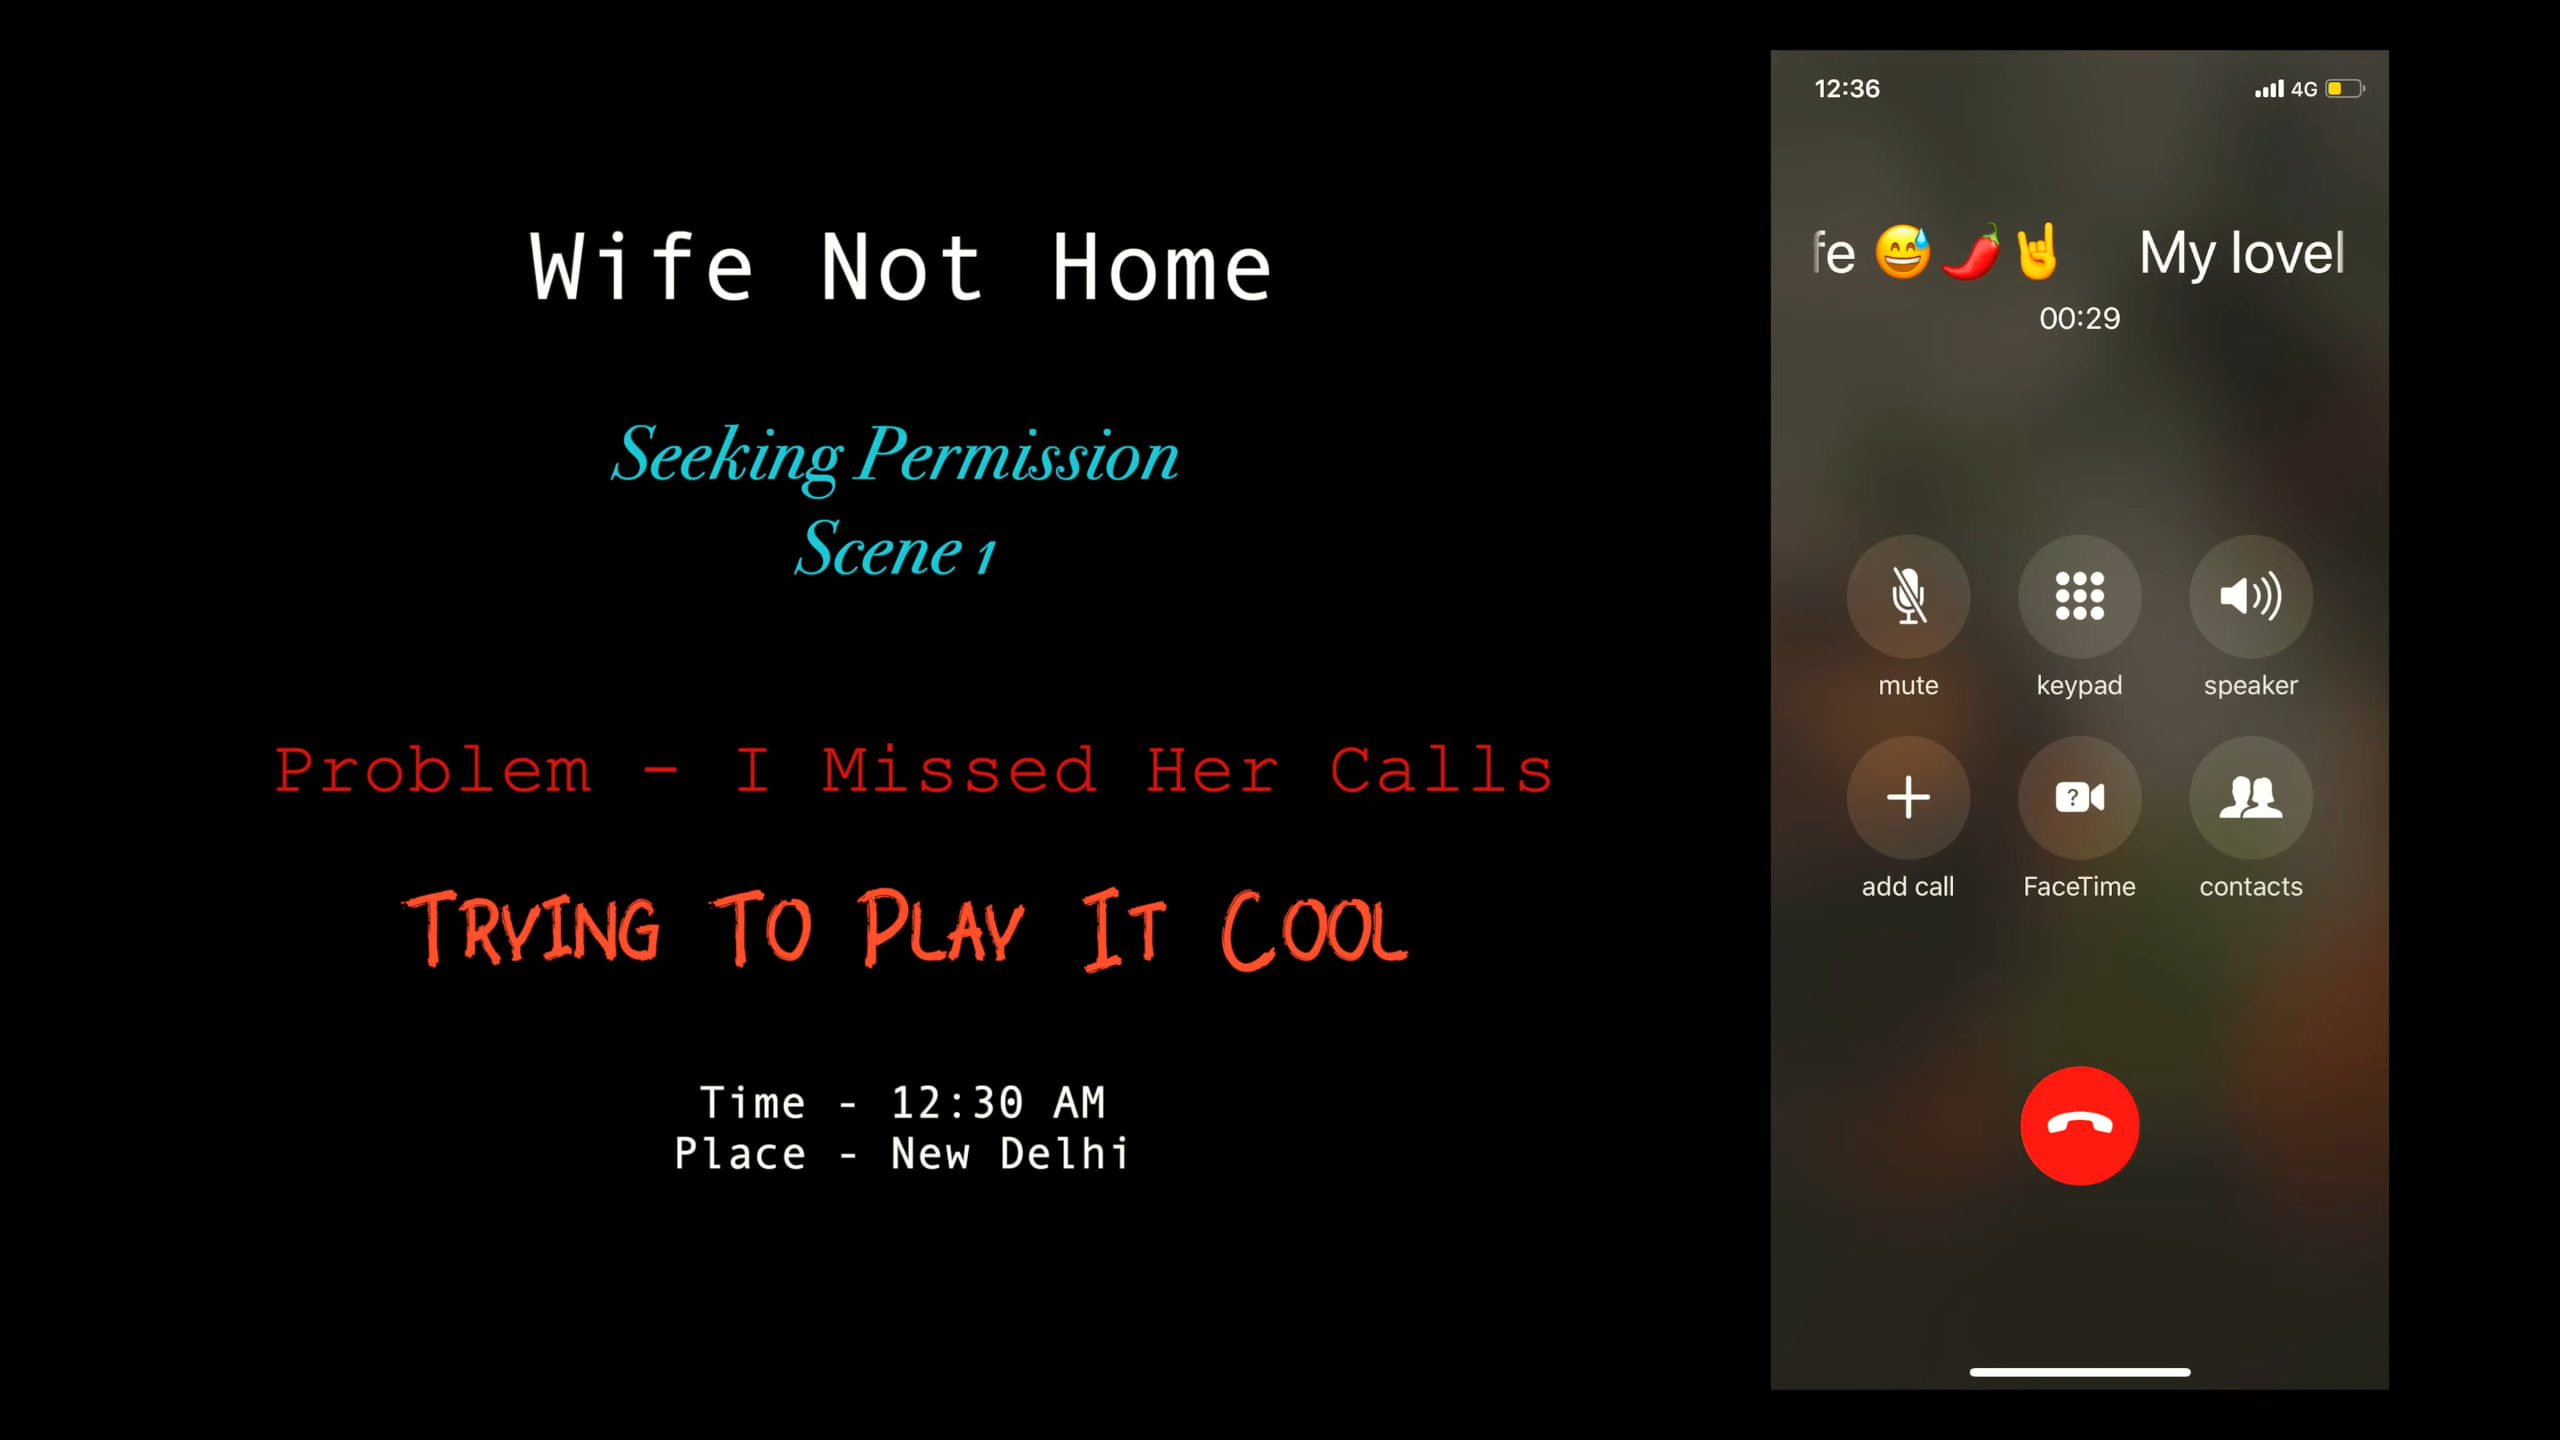 Wife Not Home
Seeking Permission
Scene 1
Problem - I Missed Her Calls
Trying To Play It Cool
Time - 12:30 AM
Place - New Delhi
12:36
4G
fe 😅🌶️🤘 My lovel
00:29
mute keypad speaker
add call FaceTime contacts